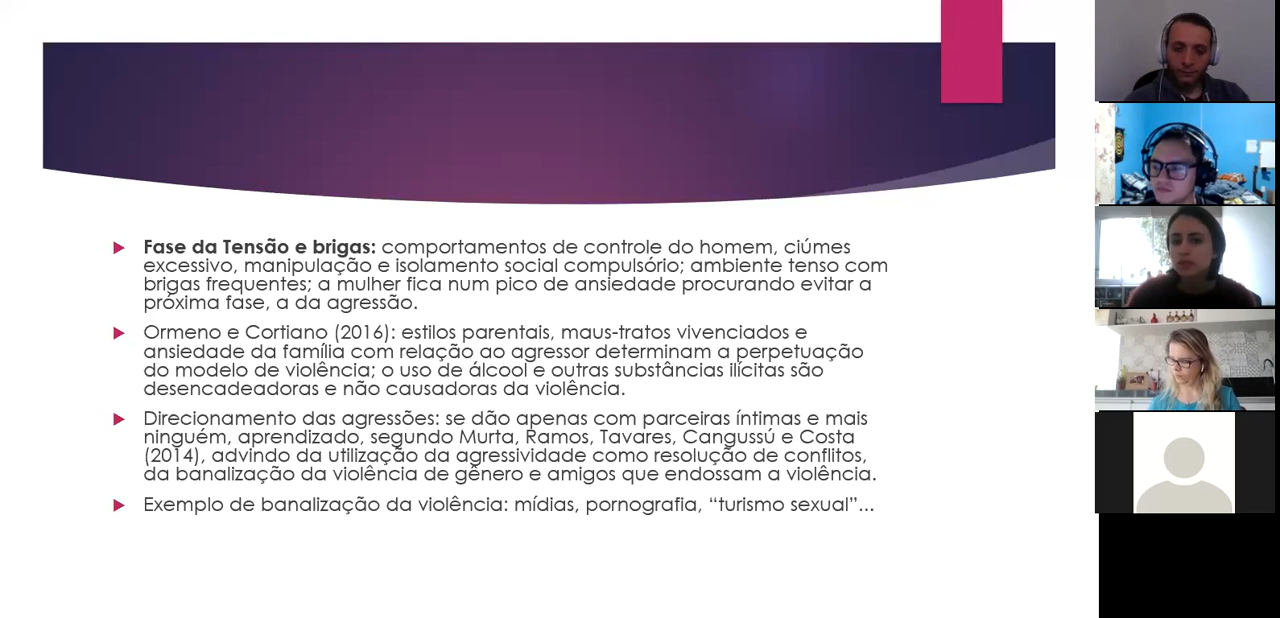 Fase da Tensão e brigas: comportamentos de controle do homem, ciúmes
excessivo, manipulação e isolamento social compulsório; ambiente tenso com
brigas frequentes; a mulher fica num pico de ansiedade procurando evitar a
próxima fase, a da agressão.
Ormeno e Cortiano (2016): estilos parentais, maus-tratos vivenciados e
ansiedade da família com relação ao agressor determinam a perpetuação
do modelo de violência; o uso de álcool e outras substâncias ilícitas são
desencadeadoras e não causadoras da violência.
Direcionamento das agressões: se dão apenas com parceiras íntimas e mais
ninguém, aprendizado, segundo Murta, Ramos, Tavares, Cangussú e Costa
(2014), advindo da utilização da agressividade como resolução de conflitos,
da banalização da violência de gênero e amigos que endossam a violência.
Exemplo de banalização da violência: mídias, pornografia, “turismo sexual”...